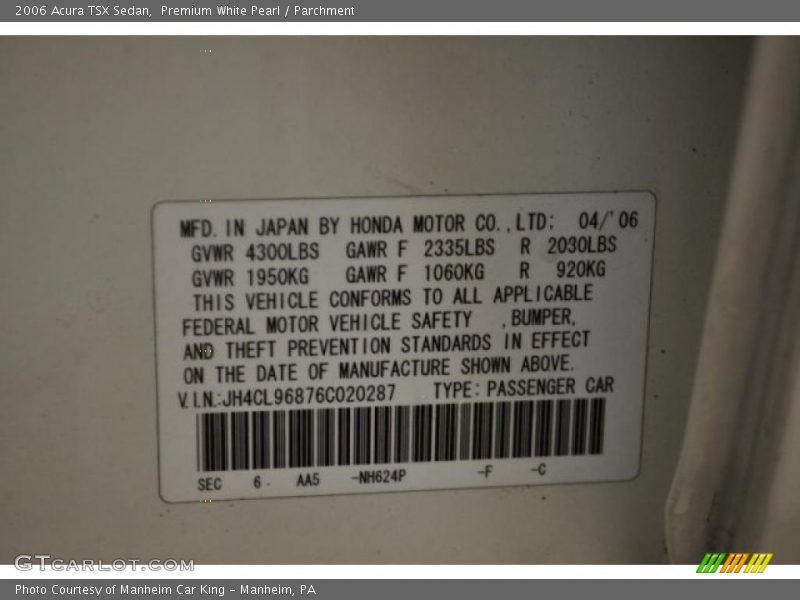 2006 Acura TSX Sedan,  Premium White Pearl / Parchment
MFD. IN JAPAN BY HONDA MOTOR CO., LTD; 04/'06
GVWR 4300LBS GAWR F 2335LBS R 2030LBS
GVWR 1950KG GAWR F 1060KG R 920KG
THIS VEHICLE CONFORMS TO ALL APPLICABLE
FEDERAL MOTOR VEHICLE SAFETY , BUMPER,
AND THEFT PREVENTION STANDARDS IN EFFECT
ON THE DATE OF MANUFACTURE SHOWN ABOVE.
V.I.N.:JH4CL96876C020287 TYPE: PASSENGER CAR
SEC 6. AA5 -NH624P -F -C
GTCARLOT.COM
Photo Courtesy of Manheim Car King - Manheim, PA